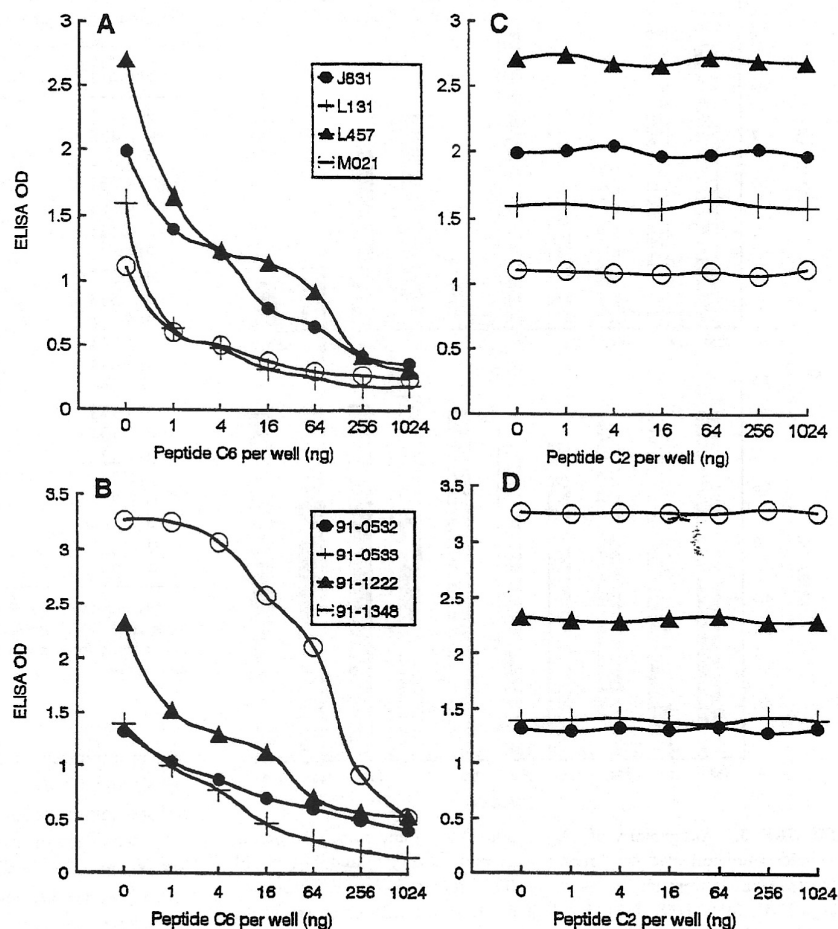 A
3
2.5
2
1.5
1
0.5
0
ELISA OD
J831
L131
L457
M021
0 1 4 16 64 256 1024
Peptide C6 per well (ng)
C
3
2.5
2
1.5
1
0.5
0
0 1 4 16 64 256 1024
Peptide C2 per well (ng)
B
3.5
3
2.5
2
1.5
1
0.5
0
ELISA OD
91-0532
91-0533
91-1222
91-1348
0 1 4 16 64 256 1024
Peptide C6 per well (ng)
D
3.5
3
2.5
2
1.5
1
0.5
0
0 1 4 16 64 256 1024
Peptide C2 per well (ng)